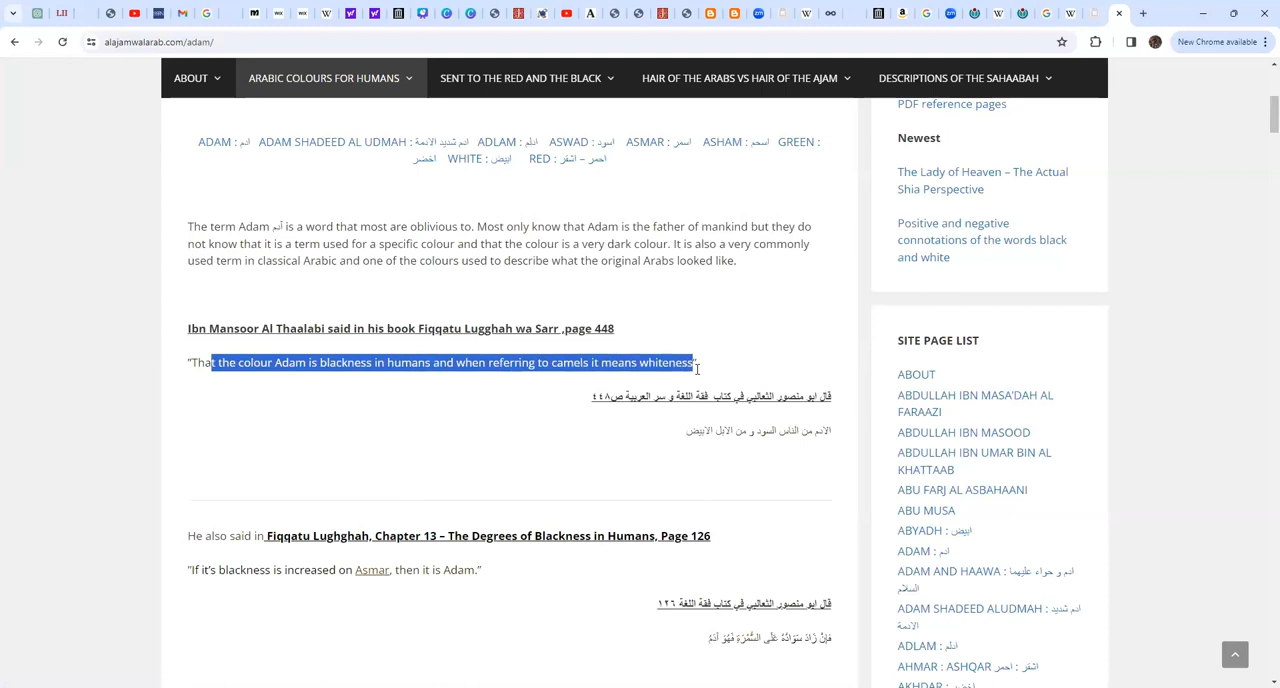 alajamwalarab.com/adam/
New Chrome available
ABOUT
ARABIC COLOURS FOR HUMANS
SENT TO THE RED AND THE BLACK
HAIR OF THE ARABS VS HAIR OF THE AJAM
DESCRIPTIONS OF THE SAHAABAH
ADAM : ادم ADAM SHADEED AL UDMAH : ادم شديد الادمة ADLAM : ادلم ASWAD : اسود ASMAR : اسمر ASHAM : اسحم GREEN :
اخضر WHITE : ابيض RED : احمر – اشقر
The term Adam آدم is a word that most are oblivious to. Most only know that Adam is the father of mankind but they do
not know that it is a term used for a specific colour and that the colour is a very dark colour. It is also a very commonly
used term in classical Arabic and one of the colours used to describe what the original Arabs looked like.
Ibn Mansoor Al Thaalabi said in his book Fiqqatu Lugghah wa Sarr ,page 448
"That the colour Adam is blackness in humans and when referring to camels it means whiteness"
قال ابو منصور الثعالبي في كتاب فقة اللغة و سر العربية ص٤٤٨
الادم من الناس السود و من الابل الابيض
He also said in Fiqqatu Lughghah, Chapter 13 – The Degrees of Blackness in Humans, Page 126
"If it's blackness is increased on Asmar, then it is Adam."
قال ابو منصور الثعالبي في كتاب فقة اللغة ١٢٦
فَإِنْ زَادَ سَوَادُهُ عَلَى السُّمْرَةِ فَهُوَ آدَمُ
PDF reference pages
Newest
The Lady of Heaven – The Actual
Shia Perspective
Positive and negative
connotations of the words black
and white
SITE PAGE LIST
ABOUT
ABDULLAH IBN MASA'DAH AL
FARAAZI
ABDULLAH IBN MASOOD
ABDULLAH IBN UMAR BIN AL
KHATTAAB
ABU FARJ AL ASBAHAANI
ABU MUSA
ABYADH : ابيض
ADAM : ادم
ADAM AND HAAWA : ادم و حواء عليهما
السلام
ADAM SHADEED ALUDMAH : ادم شديد
الادمة
ADLAM : ادلم
AHMAR : ASHQAR اشقر : احمر
AKHDAR : اخضر